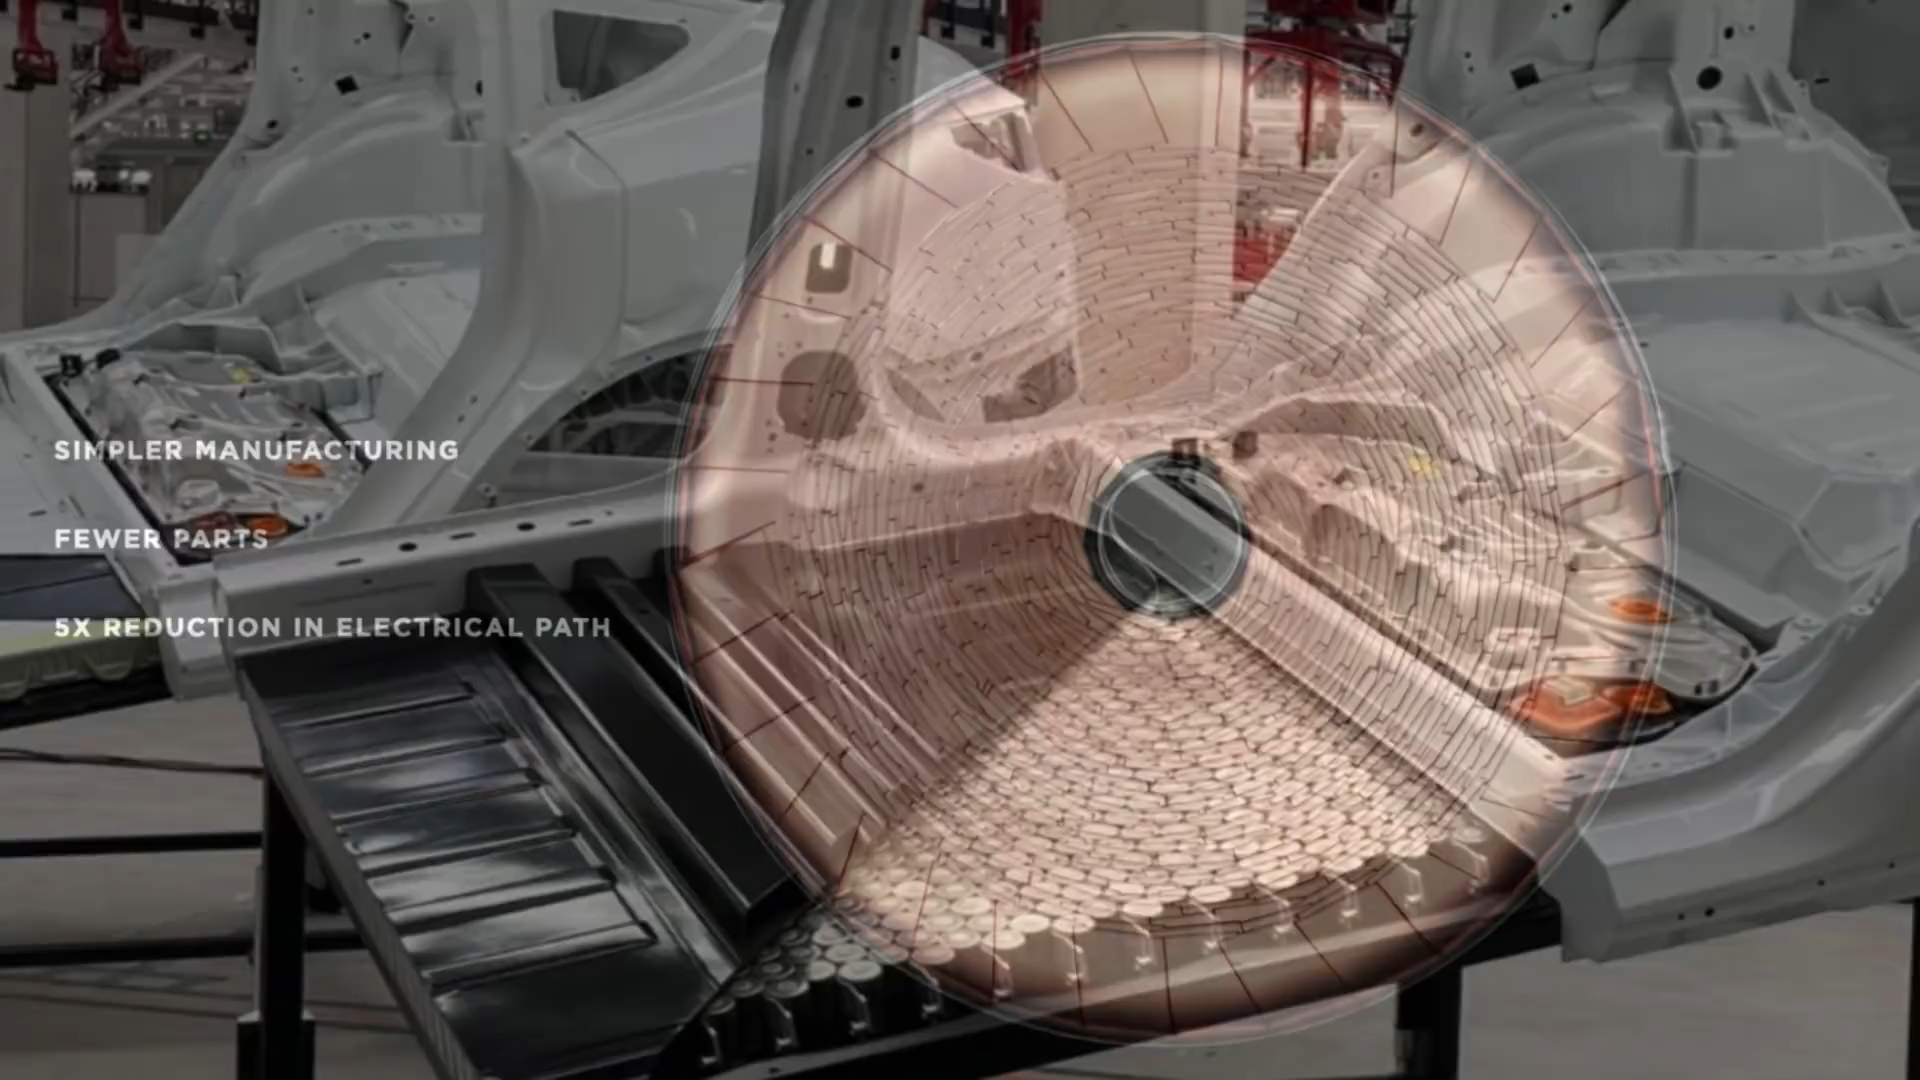 SIMPLER MANUFACTURING
FEWER PARTS
5X REDUCTION IN ELECTRICAL PATH